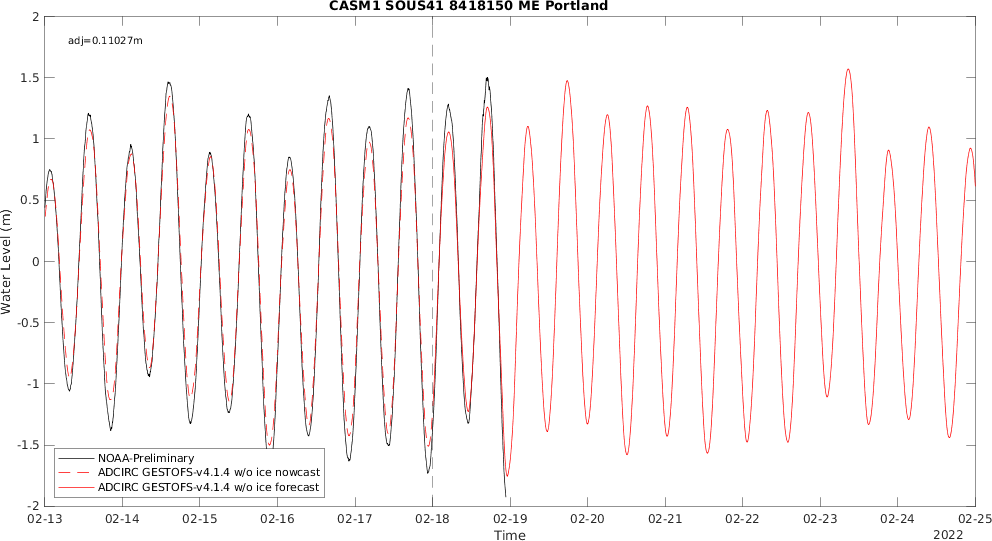 CASM1 SOUS41 8418150 ME Portland
adj=0.11027m
2
1.5
1
0.5
0
-0.5
-1
-1.5
-2
Water Level (m)
NOAA-Preliminary
ADCIRC GESTOFS-v4.1.4 w/o ice nowcast
ADCIRC GESTOFS-v4.1.4 w/o ice forecast
02-13 02-14 02-15 02-16 02-17 02-18 02-19 02-20 02-21 02-22 02-23 02-24 02-25
Time
2022